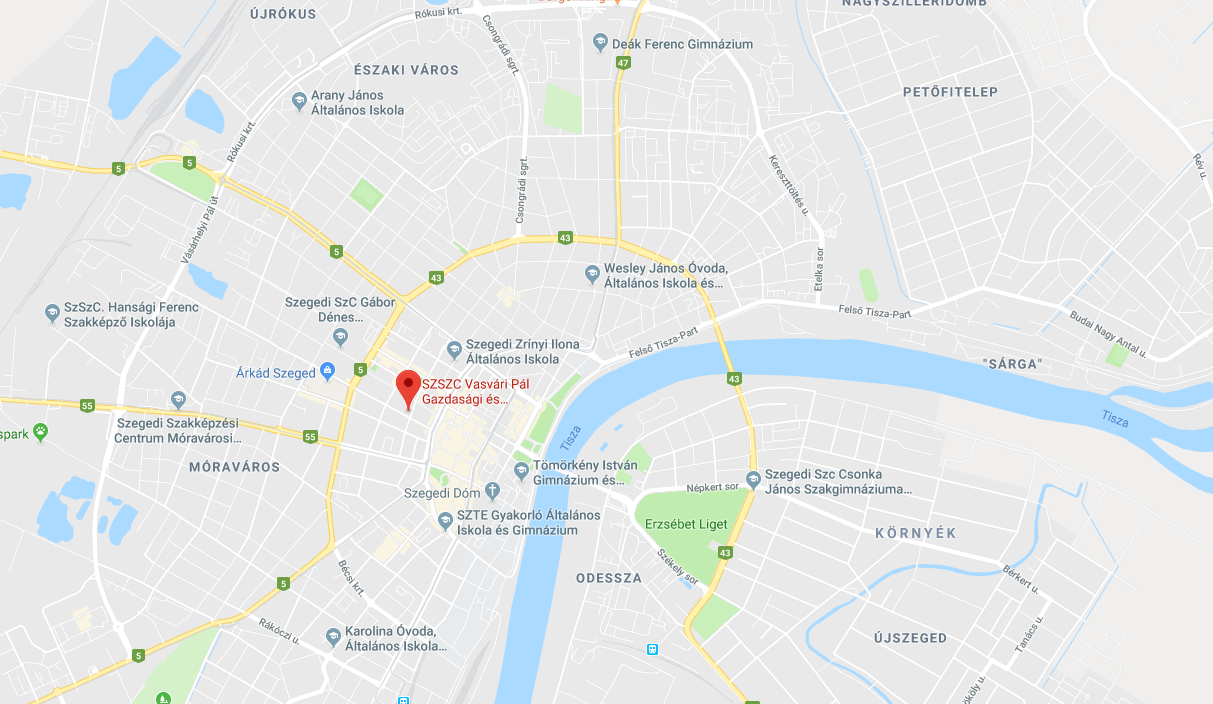 ÚJRÓKUS
Rókusi krt.
NAGYSZILLÉRIDOMB
Csongrádi sgrt.
Deák Ferenc Gimnázium
47
ÉSZAKI VÁROS
PETŐFITELEP
Arany János
Általános Iskola
Rókusi krt.
5
5
Kereszttöltés u.
Rév u.
Csongrádi sgrt.
Vásárhelyi Pál út
43
5
Etelka sor
43
Wesley János Óvoda,
Általános Iskola és...
SzSzC. Hansági Ferenc
Szakképző Iskolája
Szegedi SzC Gábor
Dénes...
Felső Tisza-Part
Budai Nagy Antal u.
Felső Tisza-Part
Szegedi Zrínyi Ilona
Általános Iskola
"SÁRGA"
Árkád Szeged
5
43
SZSZC Vasvári Pál
Gazdasági és...
55
Tisza
Szegedi Szakképzési
Centrum Móravárosi...
spark
55
Tisza
MÓRAVÁROS
Tömörkény István
Gimnázium és...
Szegedi Szc Csonka
János Szakgimnáziuma...
Népkert sor
Szegedi Dóm
SZTE Gyakorló Általános
Iskola és Gimnázium
Erzsébet Liget
KÖRNYÉK
43
Székely sor
ODESSZA
Bécsi krt.
5
Bérkert u.
Rákóczi u.
Karolina Óvoda,
Általános Iskola...
ÚJSZEGED
Tanács u.
5